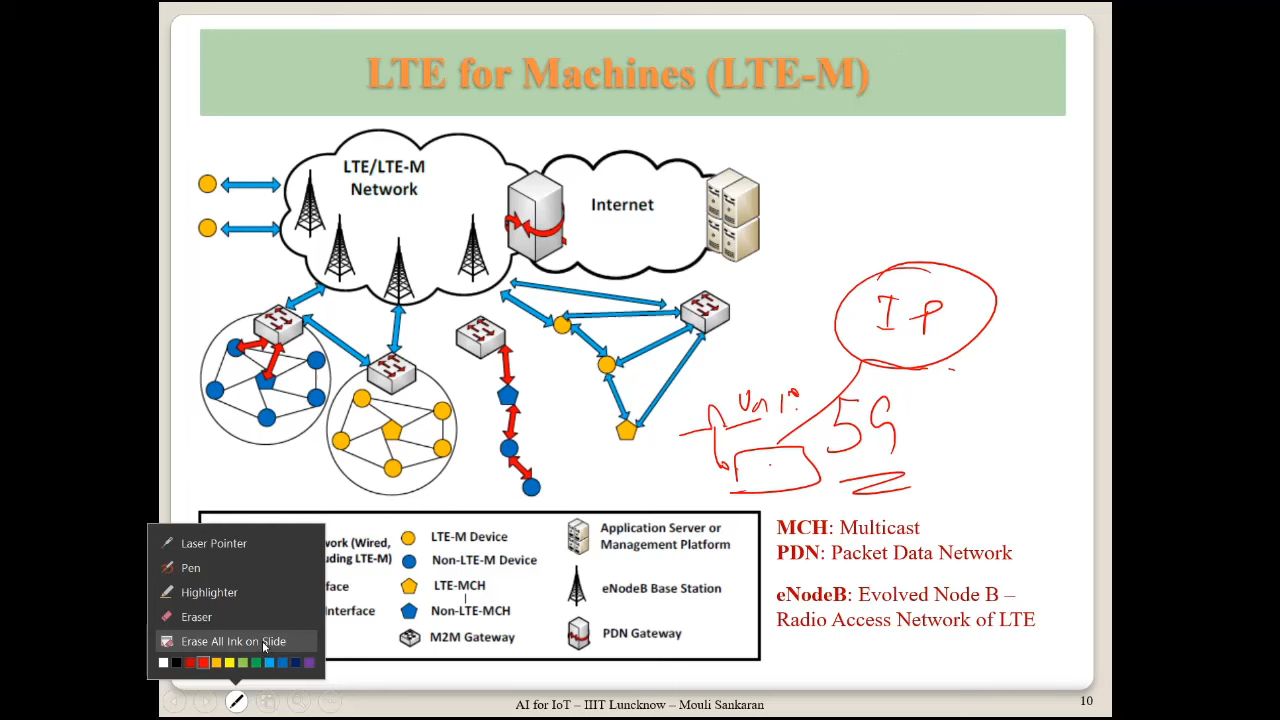 LTE for Machines (LTE-M)
LTE/LTE-M
Network
Internet
IP
5G
work (Wired,
uding LTE-M)
face
Interface
LTE-M Device
Non-LTE-M Device
LTE-MCH
Non-LTE-MCH
M2M Gateway
Application Server or
Management Platform
eNodeB Base Station
PDN Gateway
MCH: Multicast
PDN: Packet Data Network
eNodeB: Evolved Node B –
Radio Access Network of LTE
Laser Pointer
Pen
Highlighter
Eraser
Erase All Ink on Slide
AI for IoT – IIIT Luncknow – Mouli Sankaran
10